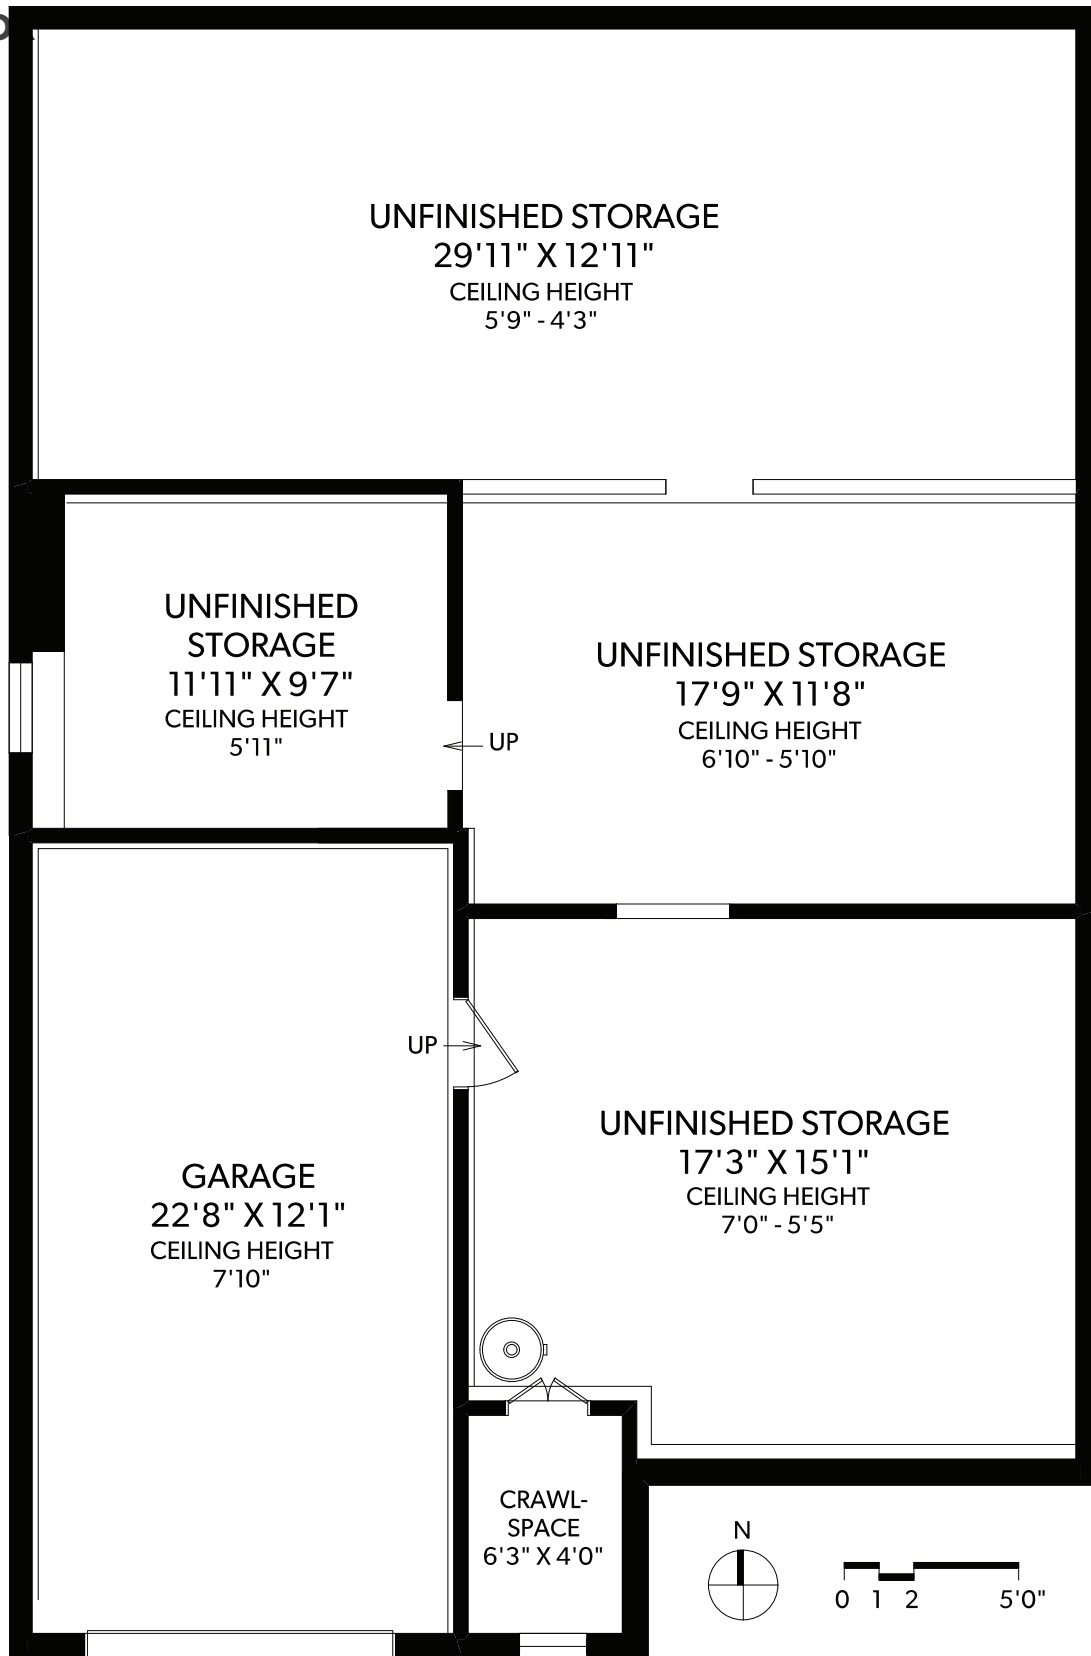 UNFINISHED STORAGE
29'11" X 12'11"
CEILING HEIGHT
5'9" - 4'3"
UNFINISHED
STORAGE
11'11" X 9'7"
CEILING HEIGHT
5'11"
UNFINISHED STORAGE
17'9" X 11'8"
CEILING HEIGHT
6'10" - 5'10"
UP
UP
GARAGE
22'8" X 12'1"
CEILING HEIGHT
7'10"
UNFINISHED STORAGE
17'3" X 15'1"
CEILING HEIGHT
7'0" - 5'5"
CRAWL-
SPACE
6'3" X 4'0"
N
0 1 2 5'0"